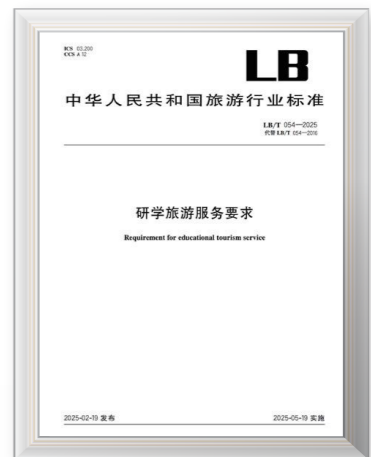 ICS 03.200
CCS A 12
LB
中华人民共和国旅游行业标准
LB/T 054—2025
代替 LB/T 054—2016
研学旅游服务要求
Requirement for educational tourism service
2025-02-19 发布
2025-05-19 实施